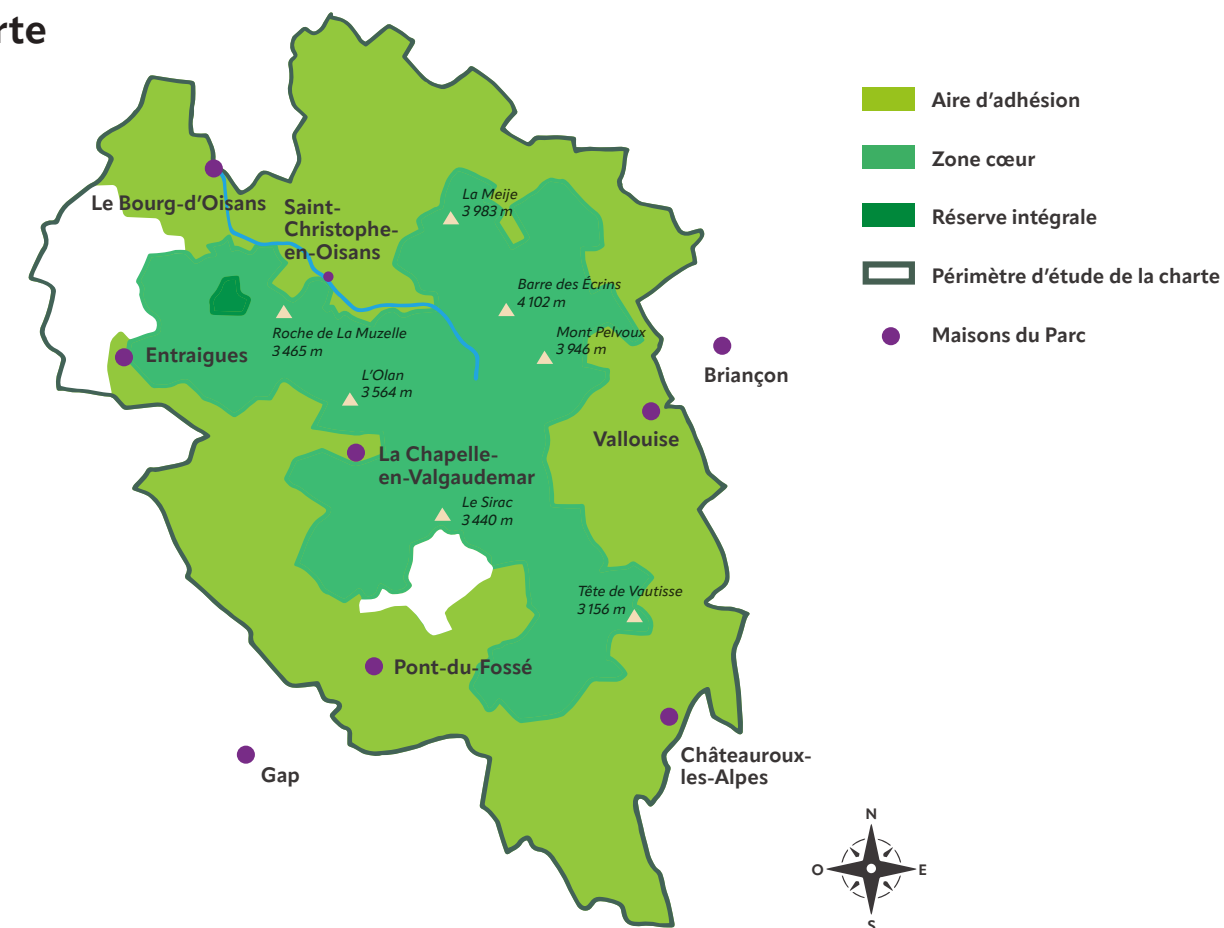 rte
Aire d'adhésion
Zone cœur
Réserve intégrale
Périmètre d'étude de la charte
Maisons du Parc
Le Bourg-d'Oisans
Saint-
Christophe-
en-Oisans
La Meije
3 983 m
Barre des Écrins
4 102 m
Mont Pelvoux
3 946 m
Roche de La Muzelle
3 465 m
Entraigues
L'Olan
3 564 m
Briançon
Vallouise
La Chapelle-
en-Valgaudemar
Le Sirac
3 440 m
Tête de Vautisse
3 156 m
Pont-du-Fossé
Gap
Châteauroux-
les-Alpes
N
O
E
S